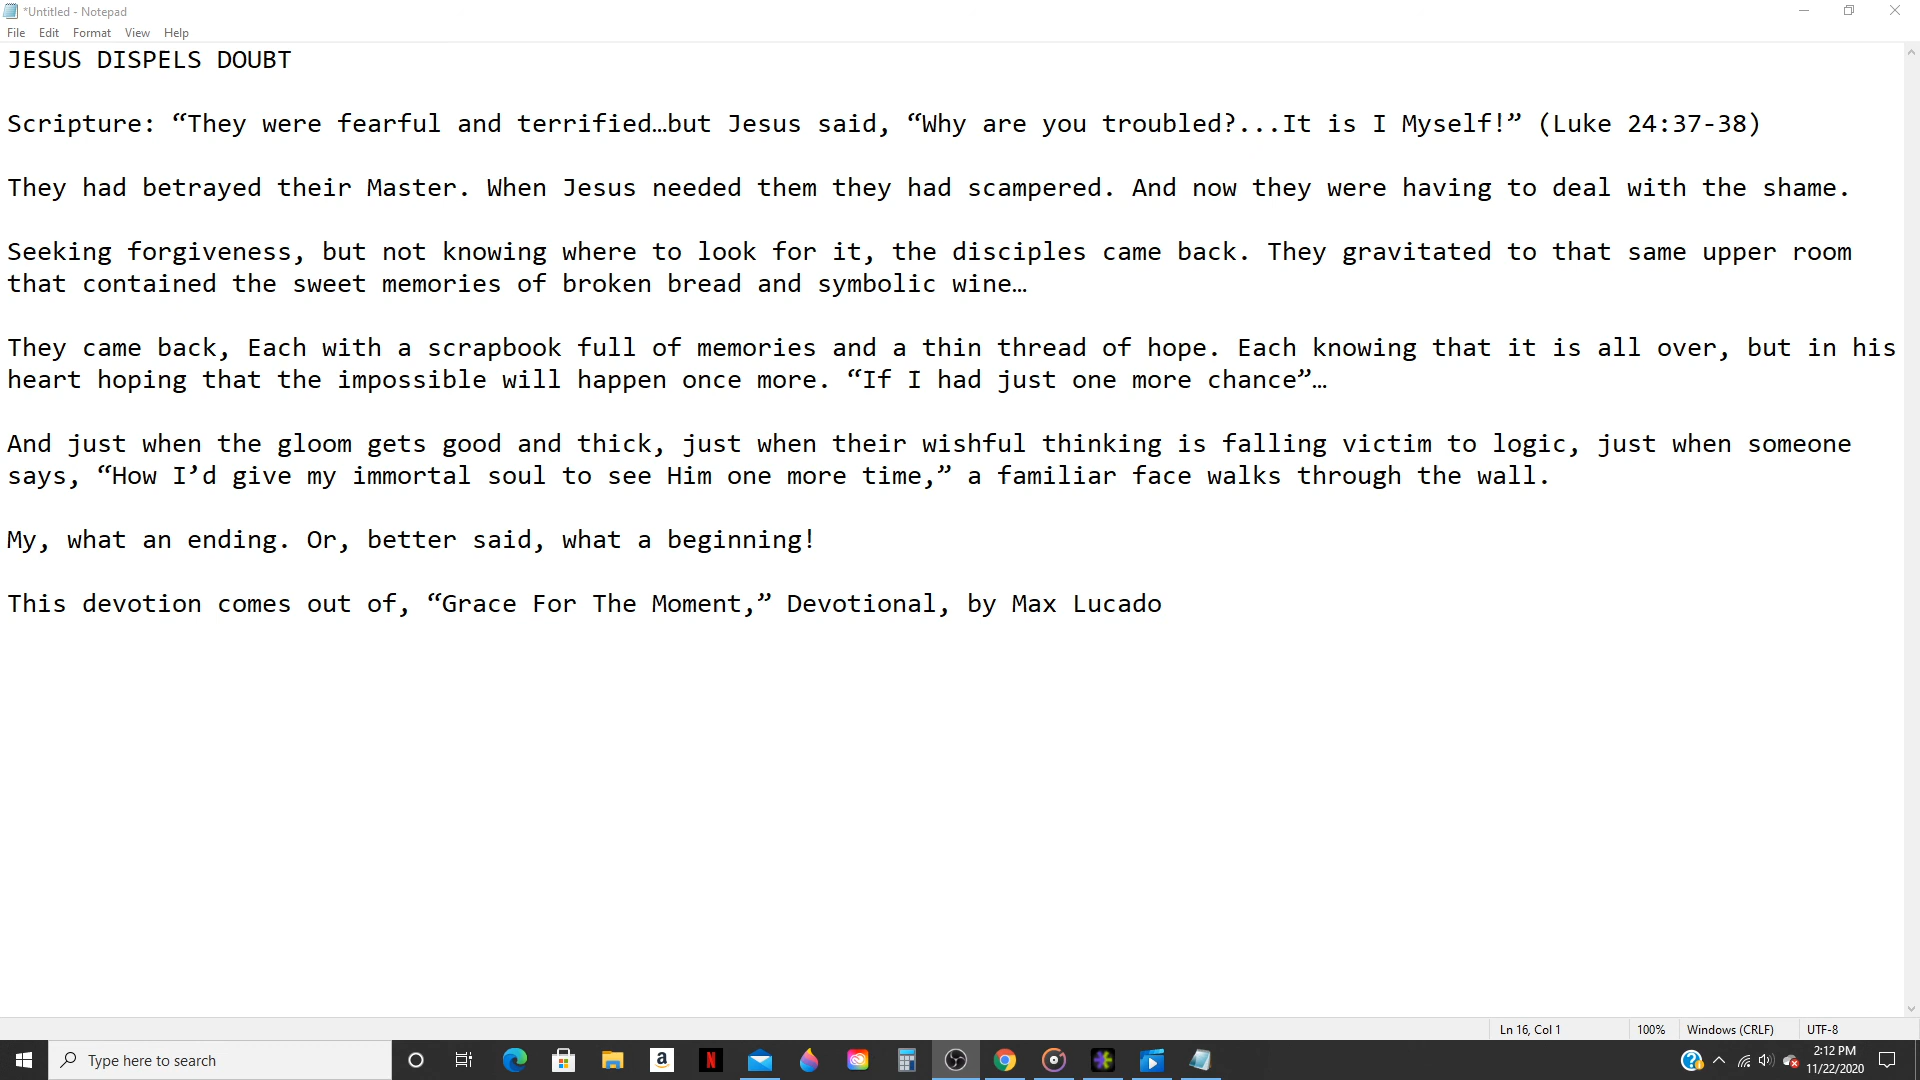 *Untitled - Notepad
File Edit Format View Help
JESUS DISPELS DOUBT
Scripture: “They were fearful and terrified…but Jesus said, “Why are you troubled?...It is I Myself!” (Luke 24:37-38)
They had betrayed their Master. When Jesus needed them they had scampered. And now they were having to deal with the shame.
Seeking forgiveness, but not knowing where to look for it, the disciples came back. They gravitated to that same upper room
that contained the sweet memories of broken bread and symbolic wine…
They came back, Each with a scrapbook full of memories and a thin thread of hope. Each knowing that it is all over, but in his
heart hoping that the impossible will happen once more. “If I had just one more chance”…
And just when the gloom gets good and thick, just when their wishful thinking is falling victim to logic, just when someone
says, “How I’d give my immortal soul to see Him one more time,” a familiar face walks through the wall.
My, what an ending. Or, better said, what a beginning!
This devotion comes out of, “Grace For The Moment,” Devotional, by Max Lucado
Ln 16, Col 1 100% Windows (CRLF) UTF-8
Type here to search
2:12 PM
11/22/2020